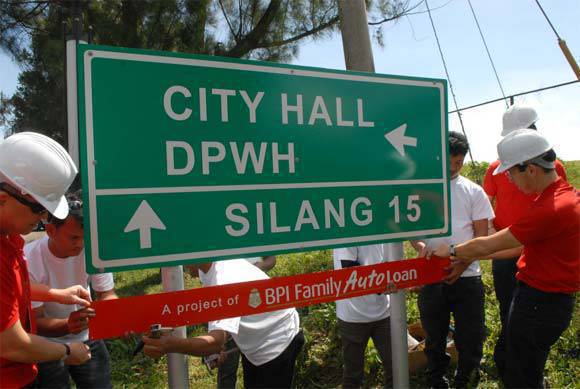 CITY HALL
DPWH
SILANG 15
A project of BPI Family Auto Loan